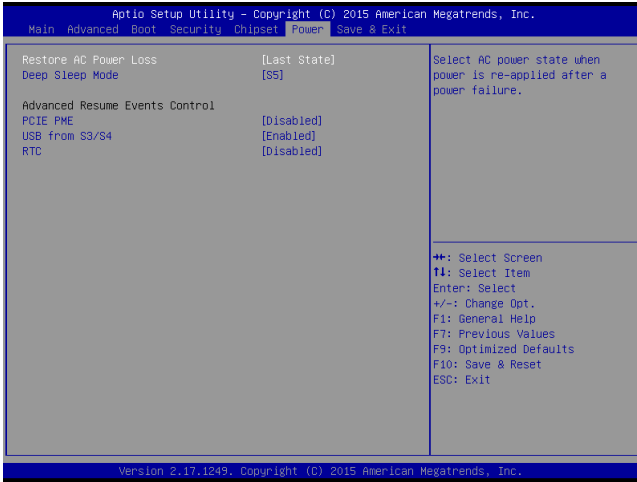 Aptio Setup Utility – Copyright (C) 2015 American Megatrends, Inc.
Main Advanced Boot Security Chipset Power Save & Exit
Restore AC Power Loss [Last State]
Deep Sleep Mode [S5]
Advanced Resume Events Control
PCIE PME [Disabled]
USB from S3/S4 [Enabled]
RTC [Disabled]
Select AC power state when
power is re-applied after a
power failure.
→←: Select Screen
↑↓: Select Item
Enter: Select
+/-: Change Opt.
F1: General Help
F7: Previous Values
F9: Optimized Defaults
F10: Save & Reset
ESC: Exit
Version 2.17.1249. Copyright (C) 2015 American Megatrends, Inc.